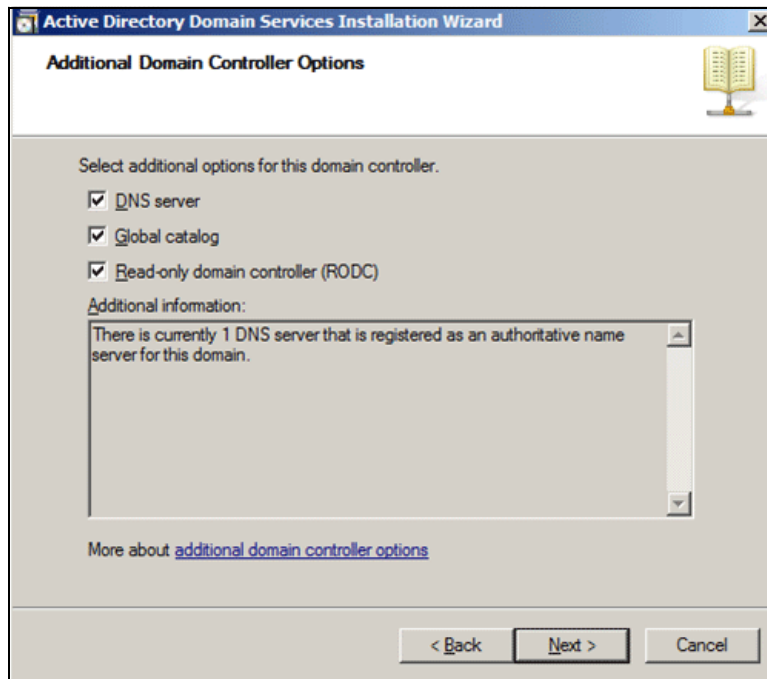 Active Directory Domain Services Installation Wizard
Additional Domain Controller Options
Select additional options for this domain controller.
DNS server
Global catalog
Read-only domain controller (RODC)
Additional information:
There is currently 1 DNS server that is registered as an authoritative name
server for this domain.
More about additional domain controller options
< Back Next > Cancel